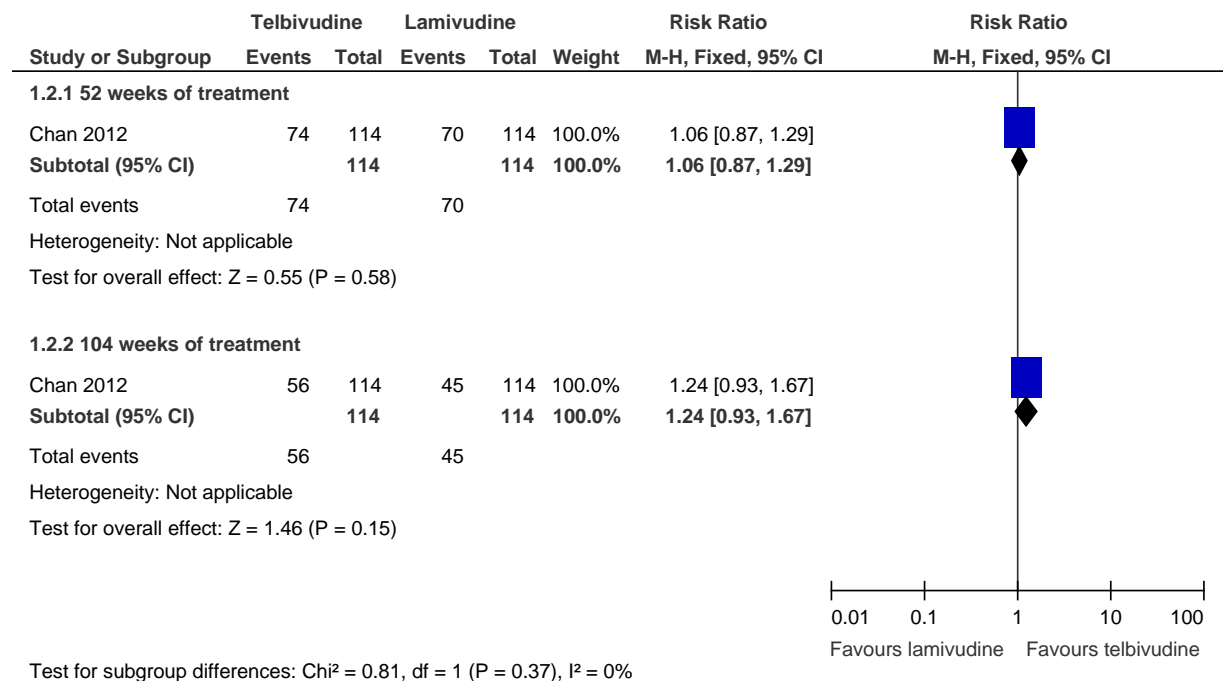 Telbivudine Lamivudine Risk Ratio Risk Ratio
Study or Subgroup Events Total Events Total Weight M-H, Fixed, 95% CI M-H, Fixed, 95% CI
1.2.1 52 weeks of treatment
Chan 2012 74 114 70 114 100.0% 1.06 [0.87, 1.29]
Subtotal (95% CI) 114 114 100.0% 1.06 [0.87, 1.29]
Total events 74 70
Heterogeneity: Not applicable
Test for overall effect: Z = 0.55 (P = 0.58)
1.2.2 104 weeks of treatment
Chan 2012 56 114 45 114 100.0% 1.24 [0.93, 1.67]
Subtotal (95% CI) 114 114 100.0% 1.24 [0.93, 1.67]
Total events 56 45
Heterogeneity: Not applicable
Test for overall effect: Z = 1.46 (P = 0.15)
0.01 0.1 1 10 100
Favours lamivudine Favours telbivudine
Test for subgroup differences: Chi² = 0.81, df = 1 (P = 0.37), I² = 0%